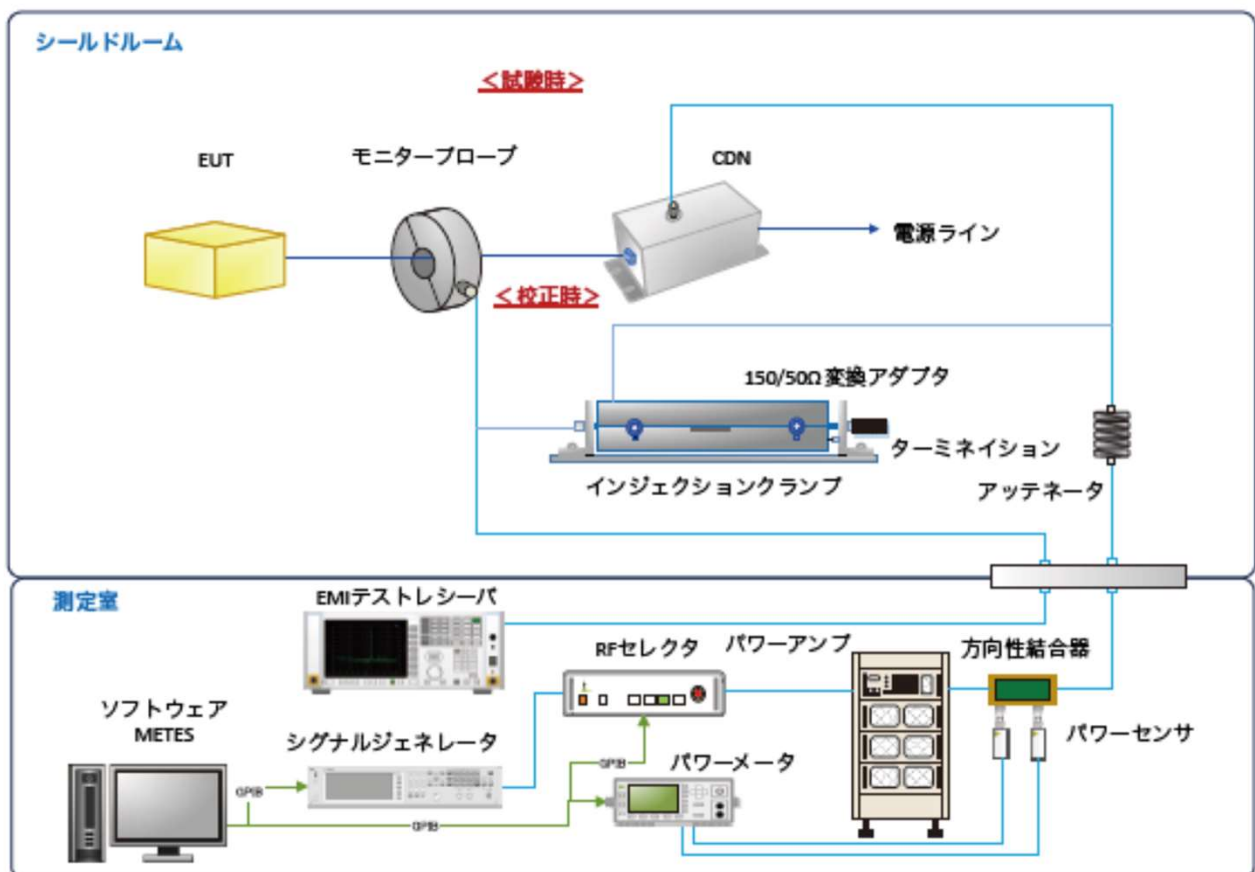 シールドルーム
＜試験時＞
EUT
モニタープローブ
CDN
電源ライン
＜校正時＞
150/50Ω 変換アダプタ
ターミネイション
インジェクションクランプ
アッテネータ
測定室
EMIテストレシーバ
RFセレクタ
パワーアンプ
方向性結合器
ソフトウェア
METES
シグナルジェネレータ
パワーメータ
パワーセンサ
GPIB
GPIB
GPIB